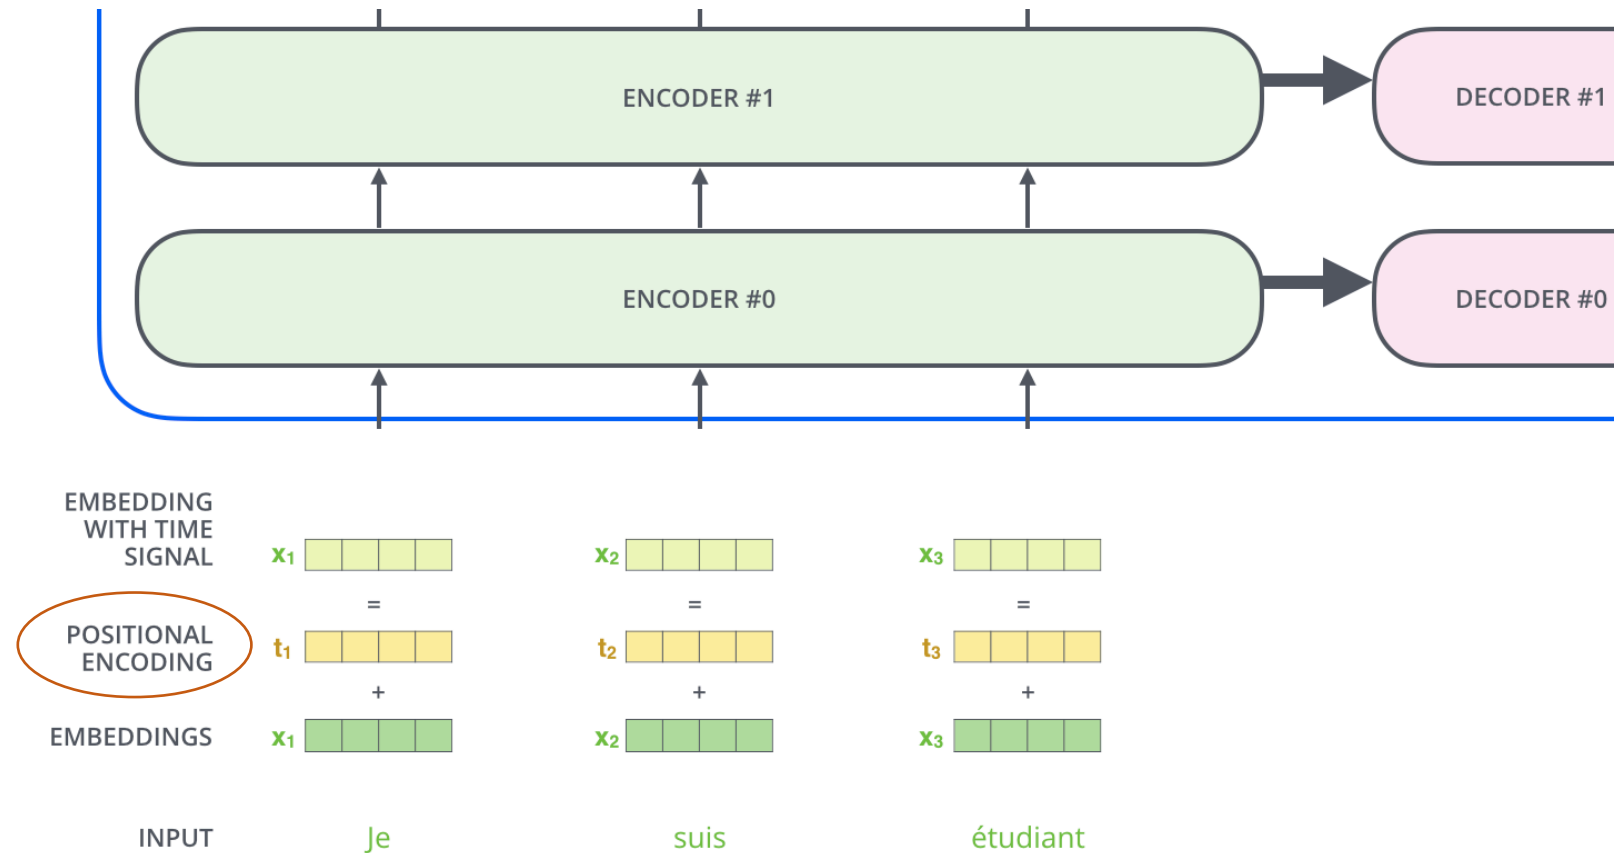 ENCODER #1
DECODER #1
ENCODER #0
DECODER #0
EMBEDDING
WITH TIME
SIGNAL
x1
x2
x3
=
=
=
POSITIONAL
ENCODING
t1
t2
t3
+
+
+
EMBEDDINGS
x1
x2
x3
INPUT
Je
suis
étudiant